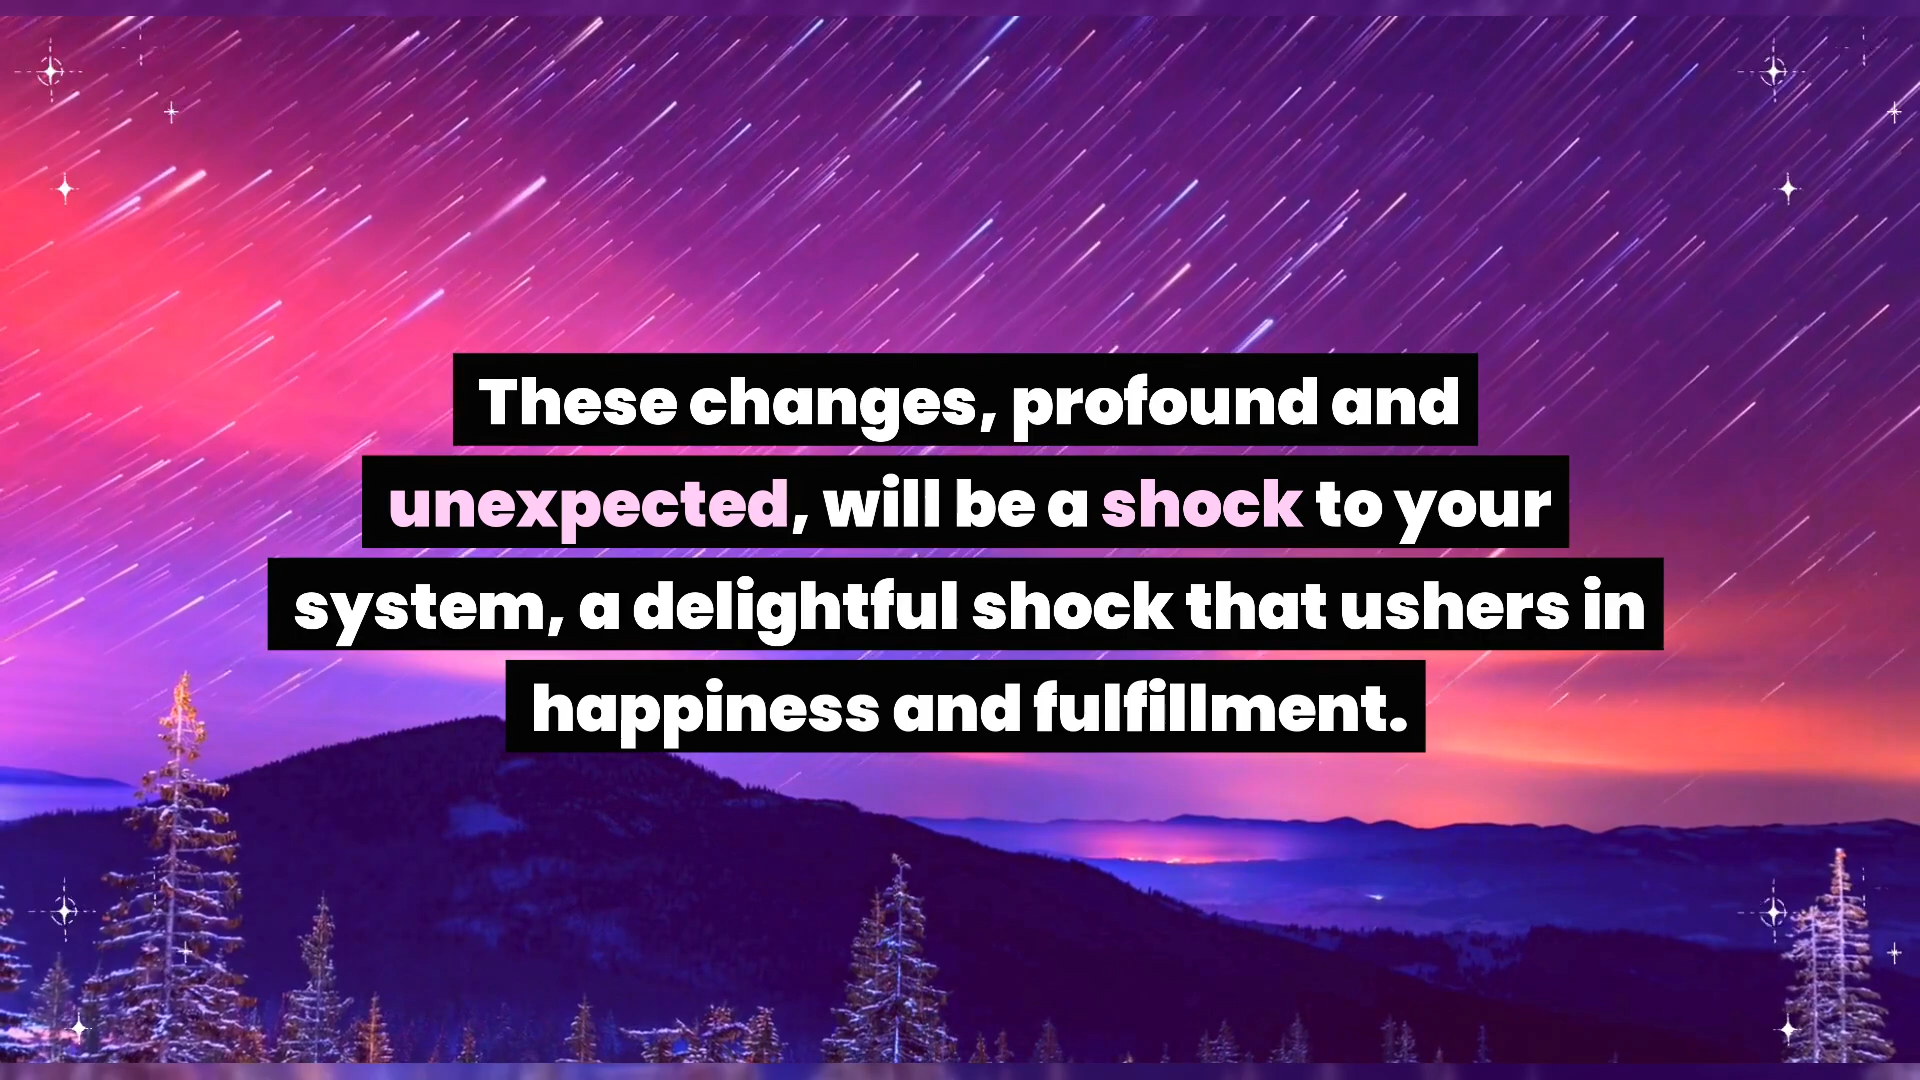 These changes, profound and
unexpected, will be a shock to your
system, a delightful shock that ushers in
happiness and fulfillment.